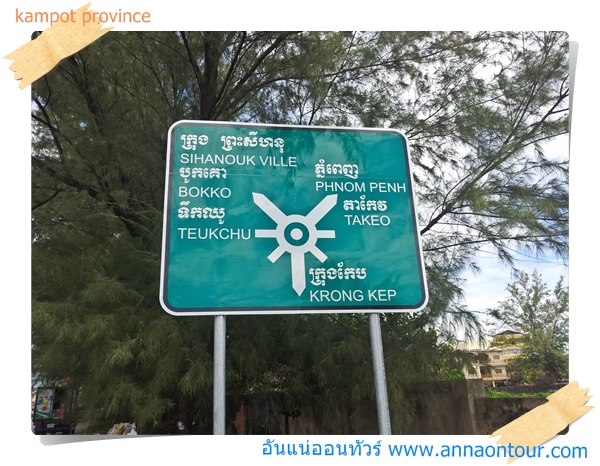 kampot province
ក្រុង ព្រះសីហនុ
SIHANOUK VILLE
បូកគោ
BOKKO
ទឹកឈូ
TEUKCHU
ភ្នំពេញ
PHNOM PENH
តាកែវ
TAKEO
ក្រុងកែប
KRONG KEP
อันแน่ออนทัวร์ www.annaontour.com